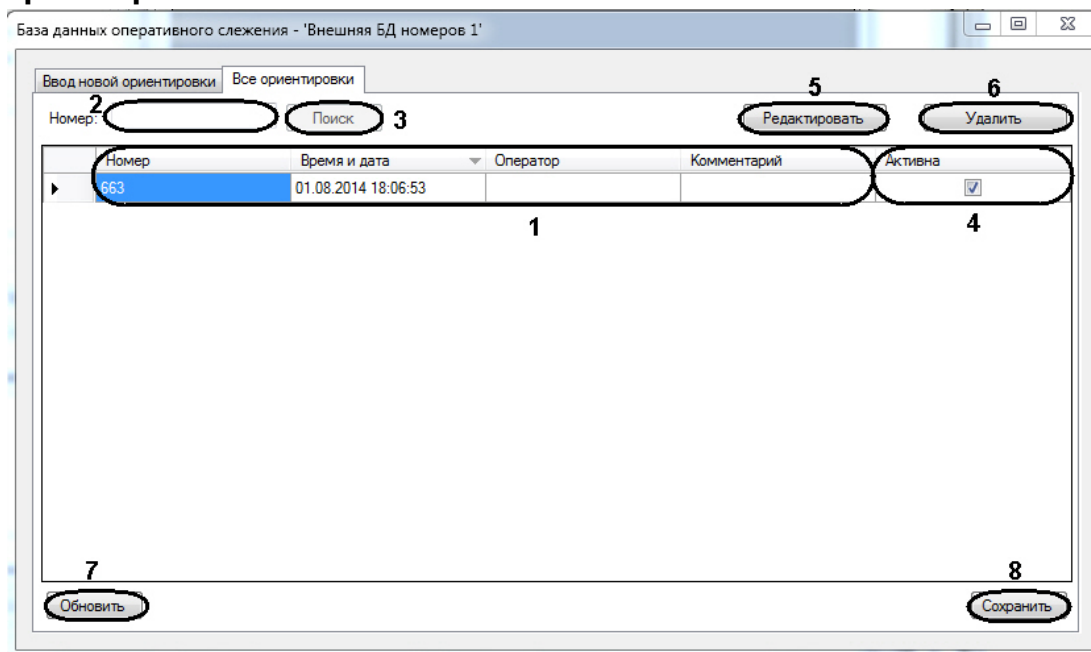 База данных оперативного слежения - 'Внешняя БД номеров 1'
Ввод новой ориентировки Все ориентировки
5 6
2
Номер: Поиск 3 Редактировать Удалить
Номер Время и дата Оператор Комментарий Активна
663 01.08.2014 18:06:53
1 4
7 8
Обновить Сохранить